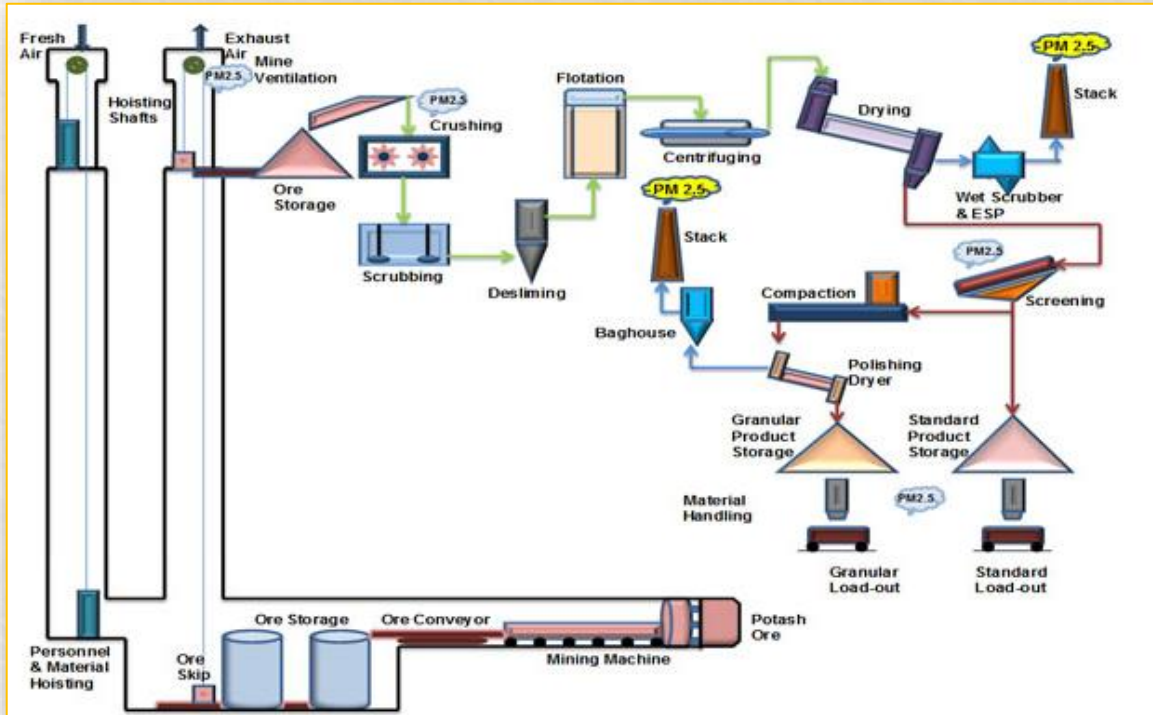 Fresh
Air
Exhaust
Air
Mine
Ventilation
PM2.5
Hoisting
Shafts
Ore
Storage
PM2.5
Crushing
Scrubbing
Desliming
Flotation
Centrifuging
Drying
PM 2.5
Stack
Wet Scrubber
& ESP
PM 2.5
Stack
Baghouse
Compaction
PM2.5
Screening
Polishing
Dryer
Granular
Product
Storage
Standard
Product
Storage
Material
Handling
PM2.5
Granular
Load-out
Standard
Load-out
Ore Storage
Ore Conveyor
Mining Machine
Potash
Ore
Personnel
& Material
Hoisting
Ore
Skip